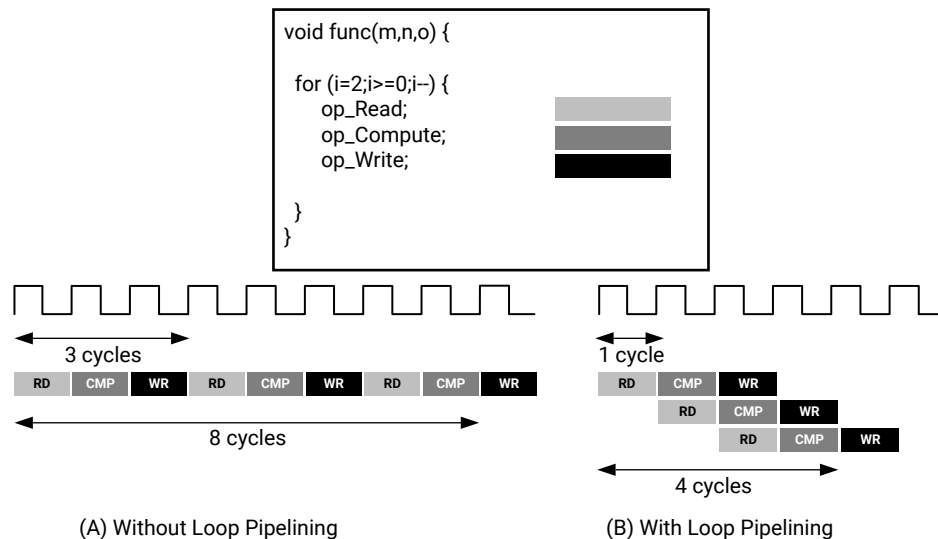 void func(m,n,o) {
for (i=2;i>=0;i--) {
op_Read;
op_Compute;
op_Write;
}
}
3 cycles
RD CMP WR RD CMP WR RD CMP WR
8 cycles
(A) Without Loop Pipelining
1 cycle
RD CMP WR
RD CMP WR
RD CMP WR
4 cycles
(B) With Loop Pipelining